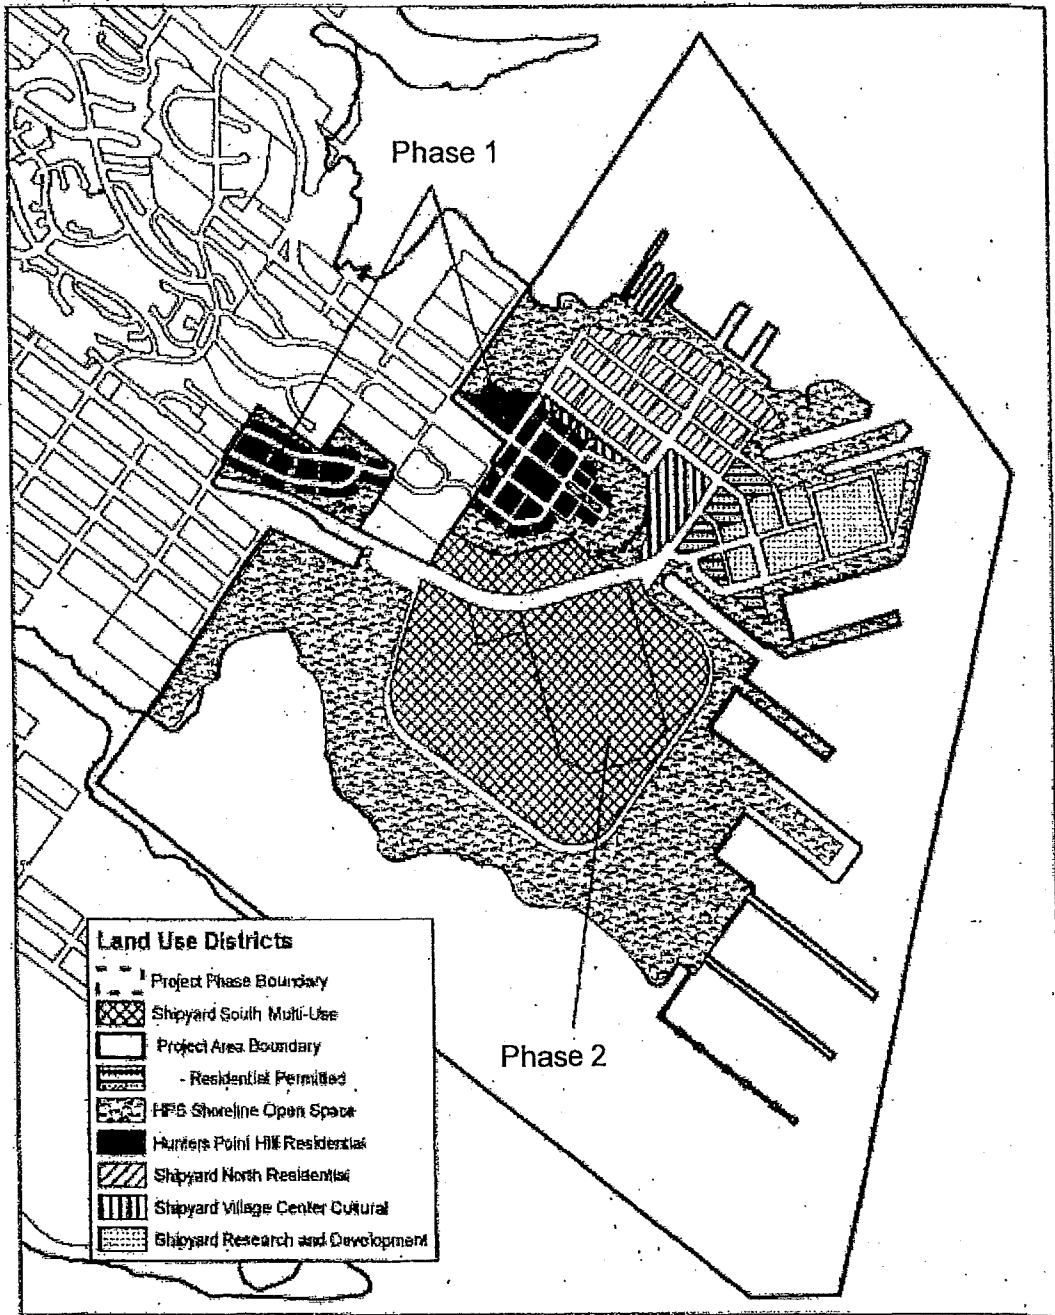 Phase 1
Phase 2
Land Use Districts
Project Phase Boundary
Shipyard South Multi-Use
Project Area Boundary
- Residential Permitted
HPS Shoreline Open Space
Hunters Point Hill Residential
Shipyard North Residential
Shipyard Village Center Cultural
Shipyard Research and Development